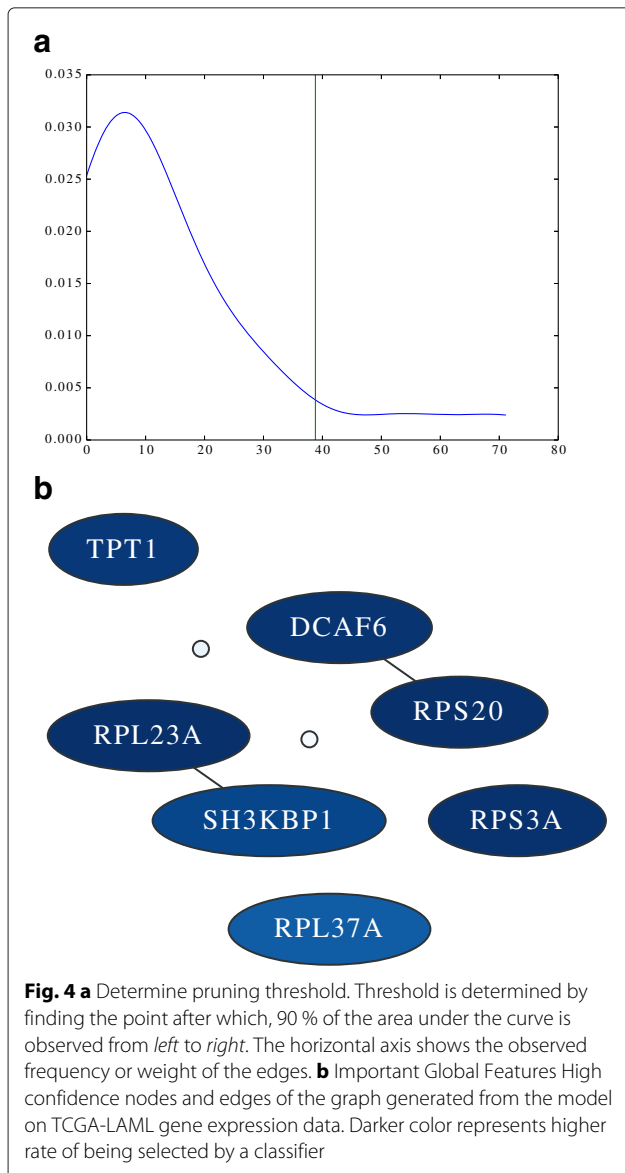 a
0.035
0.030
0.025
0.020
0.015
0.010
0.005
0.000
0 10 20 30 40 50 60 70 80
b
TPT1
DCAF6
RPS20
RPL23A
SH3KBP1
RPS3A
RPL37A
Fig. 4 a Determine pruning threshold. Threshold is determined by
finding the point after which, 90 % of the area under the curve is
observed from left to right. The horizontal axis shows the observed
frequency or weight of the edges. b Important Global Features High
confidence nodes and edges of the graph generated from the model
on TCGA-LAML gene expression data. Darker color represents higher
rate of being selected by a classifier